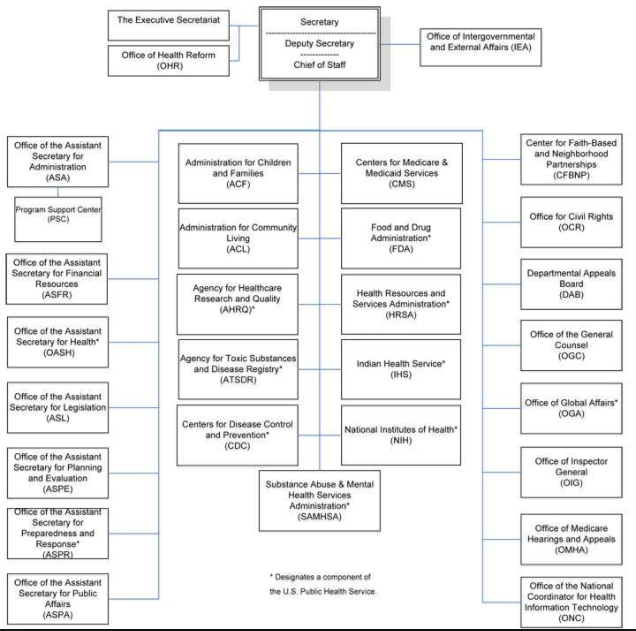 The Executive Secretariat
Office of Health Reform
(OHR)
Secretary
Deputy Secretary
Chief of Staff
Office of Intergovernmental
and External Affairs (IEA)
Office of the Assistant
Secretary for
Administration
(ASA)
Program Support Center
(PSC)
Office of the Assistant
Secretary for Financial
Resources
(ASFR)
Office of the Assistant
Secretary for Health*
(OASH)
Office of the Assistant
Secretary for Legislation
(ASL)
Office of the Assistant
Secretary for Planning
and Evaluation
(ASPE)
Office of the Assistant
Secretary for
Preparedness and
Response*
(ASPR)
Office of the Assistant
Secretary for Public
Affairs
(ASPA)
Administration for Children
and Families
(ACF)
Administration for Community
Living
(ACL)
Agency for Healthcare
Research and Quality
(AHRQ)*
Agency for Toxic Substances
and Disease Registry*
(ATSDR)
Centers for Disease Control
and Prevention*
(CDC)
Centers for Medicare &
Medicaid Services
(CMS)
Food and Drug
Administration*
(FDA)
Health Resources and
Services Administration*
(HRSA)
Indian Health Service*
(IHS)
National Institutes of Health*
(NIH)
Substance Abuse & Mental
Health Services
Administration*
(SAMHSA)
* Designates a component of
the U.S. Public Health Service.
Center for Faith-Based
and Neighborhood
Partnerships
(CFBNP)
Office for Civil Rights
(OCR)
Departmental Appeals
Board
(DAB)
Office of the General
Counsel
(OGC)
Office of Global Affairs*
(OGA)
Office of Inspector
General
(OIG)
Office of Medicare
Hearings and Appeals
(OMHA)
Office of the National
Coordinator for Health
Information Technology
(ONC)